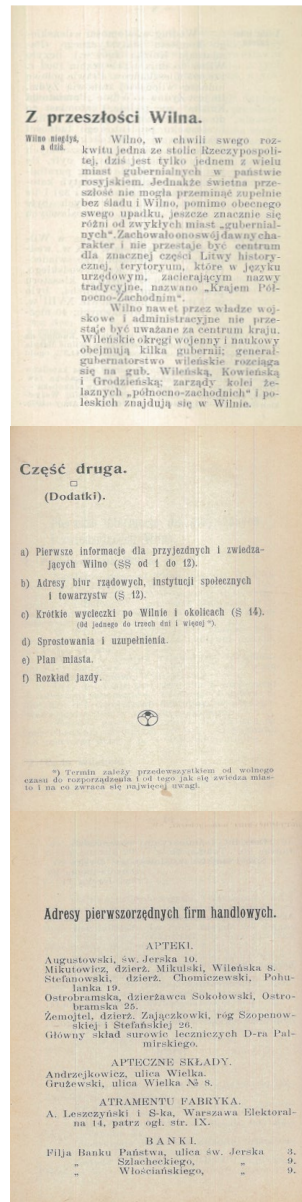 Z przeszłości Wilna.
Wilno niegdyś,
a dziś.
Wilno, w chwili swego roz-
kwitu jedna ze stolic Rzeczypospoli-
tej, dziś jest tylko jednem z wielu
miast gubernialnych w państwie
rosyjskiem. Jednakże świetna prze-
szłość nie mogła przeminąć zupełnie
bez śladu i Wilno, pomimo obecnego
swego upadku, jeszcze znacznie się
różni od zwykłych miast „gubernial-
nych“. Zachowało ono swój dawny cha-
rakter i nie przestaje być centrum
dla znacznej części Litwy history-
cznej, terytoryum, które w języku
urzędowym, zacierającym nazwy
tradycyjne, nazwano „Krajem Pół-
nocno-Zachodnim“.
Wilno nawet przez władze woj-
skowe i administracyjne nie prze-
staje być uważane za centrum kraju.
Wileńskie okręgi wojenny i naukowy
obejmują kilka gubernii; generał-
gubernatorstwo wileńskie rozciąga
się na gub. Wileńską, Kowieńską
i Grodzieńską; zarządy kolei że-
laznych „północno-zachodnich“ i po-
leskich znajdują się w Wilnie.
Część druga.
(Dodatki).
a) Pierwsze informacje dla przyjezdnych i zwiedza-
jących Wilno (§§ od 1 do 12).
b) Adresy biur rządowych, instytucji społecznych
i towarzystw (§ 12).
c) Krótkie wycieczki po Wilnie i okolicach (§ 14).
(Od jednego do trzech dni i więcej *).
d) Sprostowania i uzupełnienia.
e) Plan miasta.
f) Rozkład jazdy.
*) Termin zależy przedewszystkiem od wolnego
czasu do rozporządzenia i od tego jak się zwiedza mias-
to i na co zwraca się najwięcej uwagi.
Adresy pierwszorzędnych firm handlowych.
APTEKI.
Augustowski, św. Jerska 10.
Mikutowicz, dzierż. Mikulski, Wileńska 8.
Stefanowski, dzierż. Chomiczewski, Pohu-
lanka 19.
Ostrobramska, dzierżawca Sokołowski, Ostro-
bramska 25.
Żemojtel, dzierż. Zajączkowki, róg Szopenow-
skiej i Stefańskiej 26.
Główny skład surowic leczniczych D-ra Pal-
mirskiego.
APTECZNE SKŁADY.
Andrzejkowicz, ulica Wielka.
Grużewski, ulica Wielka № 8.
ATRAMENTU FABRYKA.
A. Leszczyński i S-ka, Warszawa Elektoral-
na 14, patrz ogł. str. IX.
BANKI.
Filja Banku Państwa, ulica św. Jerska 3.
„ Szlacheckiego, „ 9.
„ Włościańskiego, „ 9.